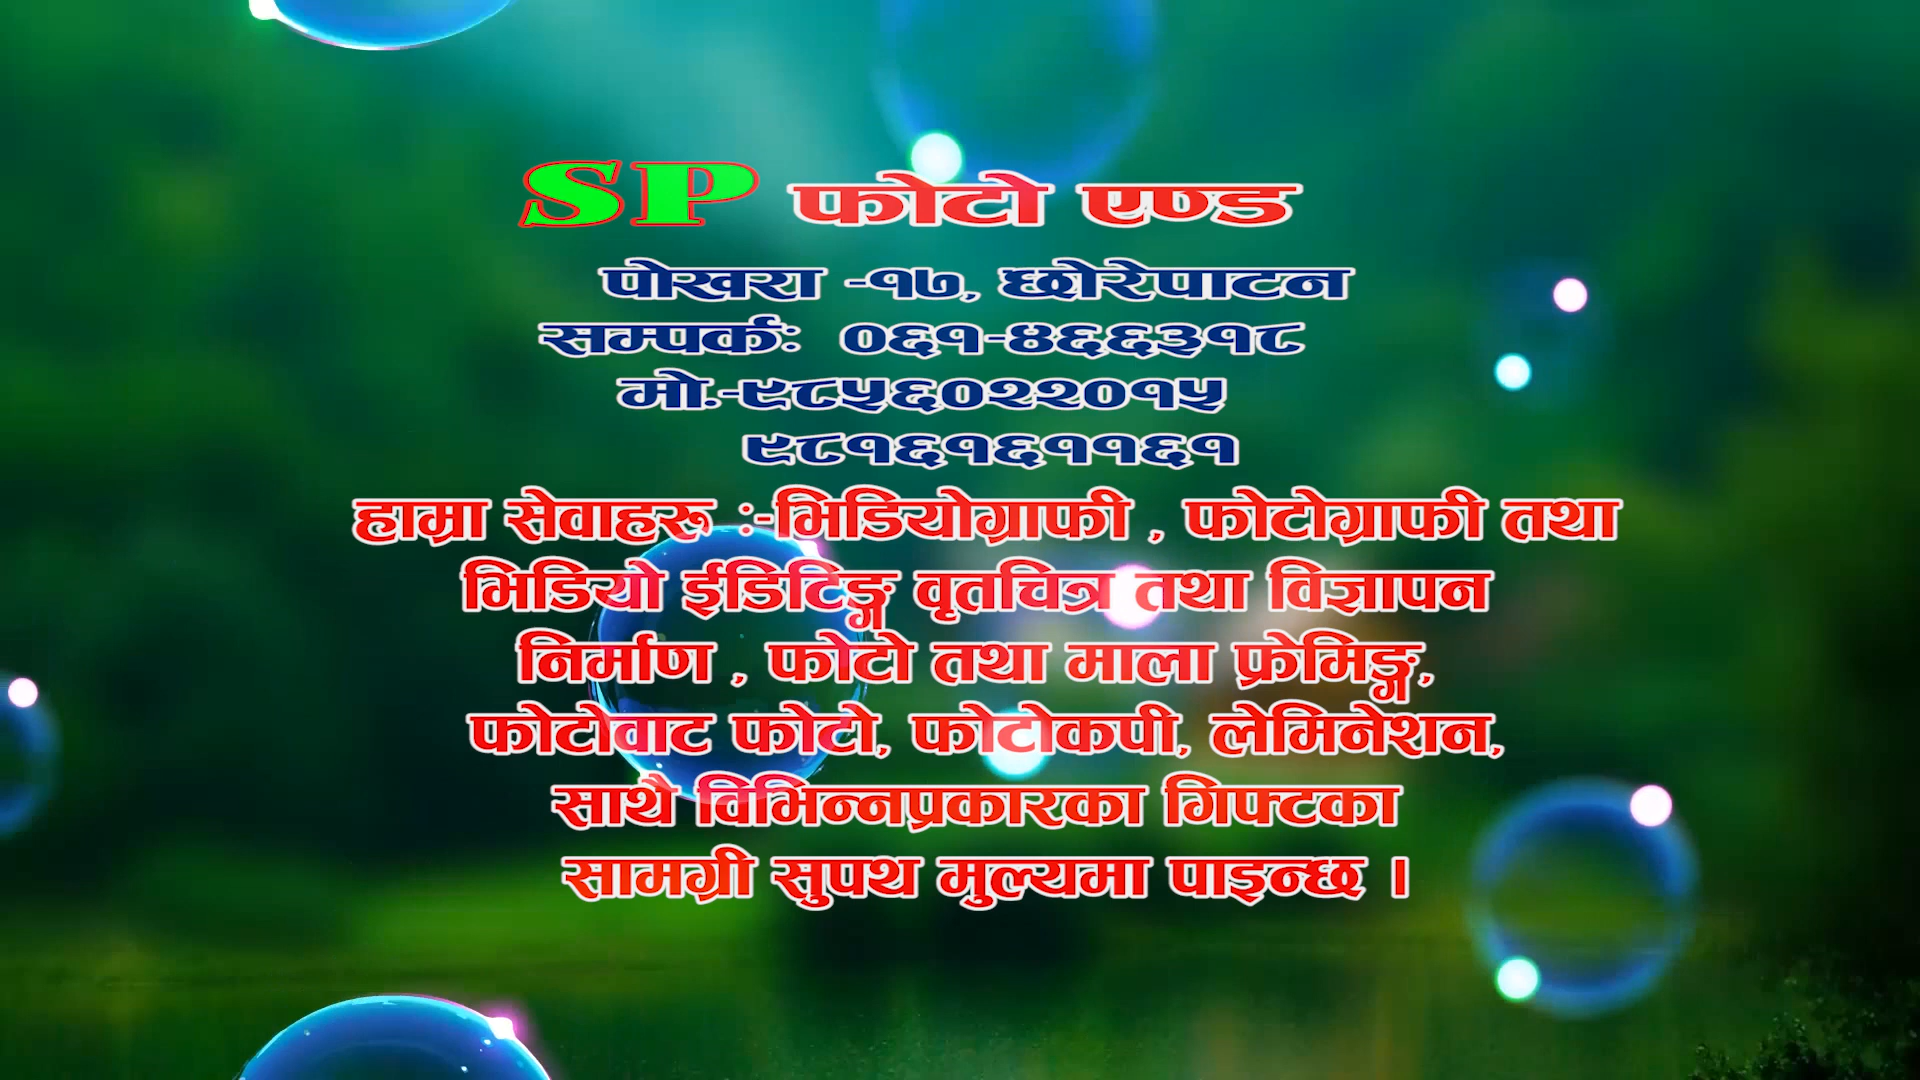 SP फोटो एण्ड
पोखरा -१७, छोरेपाटन
सम्पर्कः ०६१-४६६३१८
मो.-९८५६०२२०१५
९८१६१६११६१
हाम्रा सेवाहरु :-भिडियोग्राफी , फोटोग्राफी तथा
भिडियो ईडिटिङ्ग वृतचित्र तथा विज्ञापन
निर्माण , फोटो तथा माला फ्रेमिङ्ग,
फोटोवाट फोटो, फोटोकपी, लेमिनेशन,
साथै विभिन्नप्रकारका गिफ्टका
सामग्री सुपथ मुल्यमा पाइन्छ ।